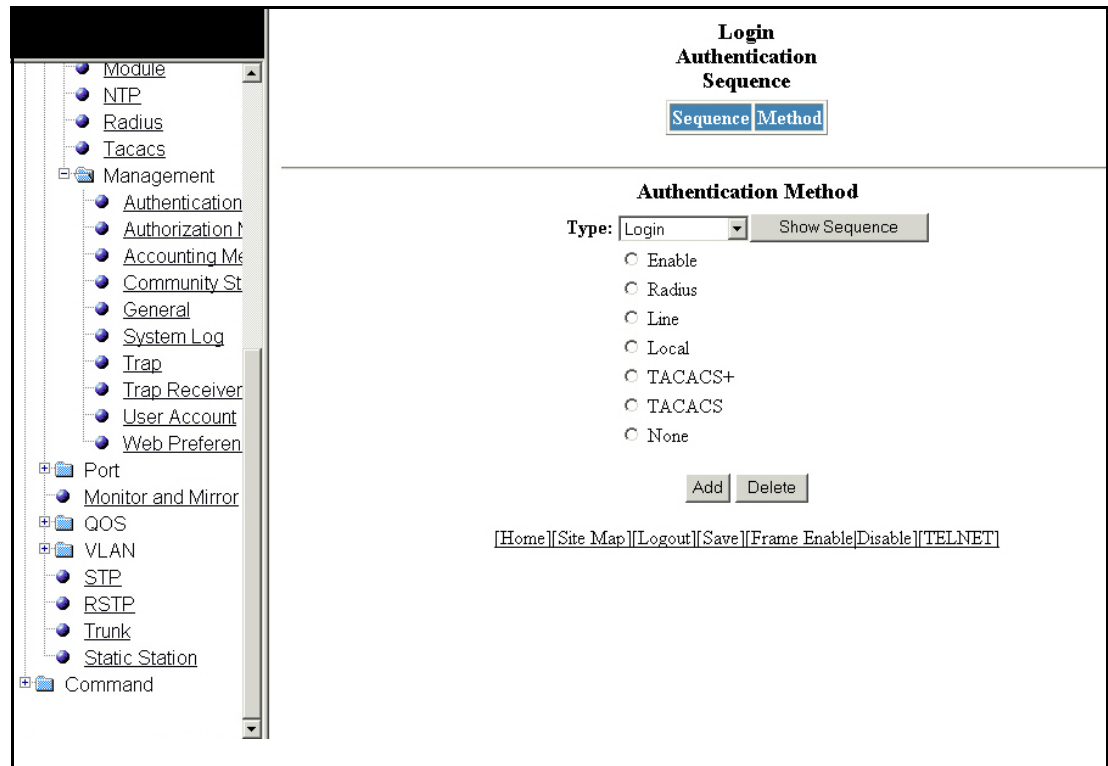 Module
NTP
Radius
Tacacs
Management
Authentication
Authorization
Accounting
Community
General
System Log
Trap
Trap Receiver
User Account
Web
Port
Monitor and Mirror
QOS
VLAN
STP
RSTP
Trunk
Static Station
Command
Login
Authentication
Sequence
Sequence Method
Authentication Method
Type: Login Show Sequence
Enable
Radius
Line
Local
TACACS+
TACACS
None
Add Delete
[Home][Site Map][Logout][Save][Frame Enable|Disable][TELNET]